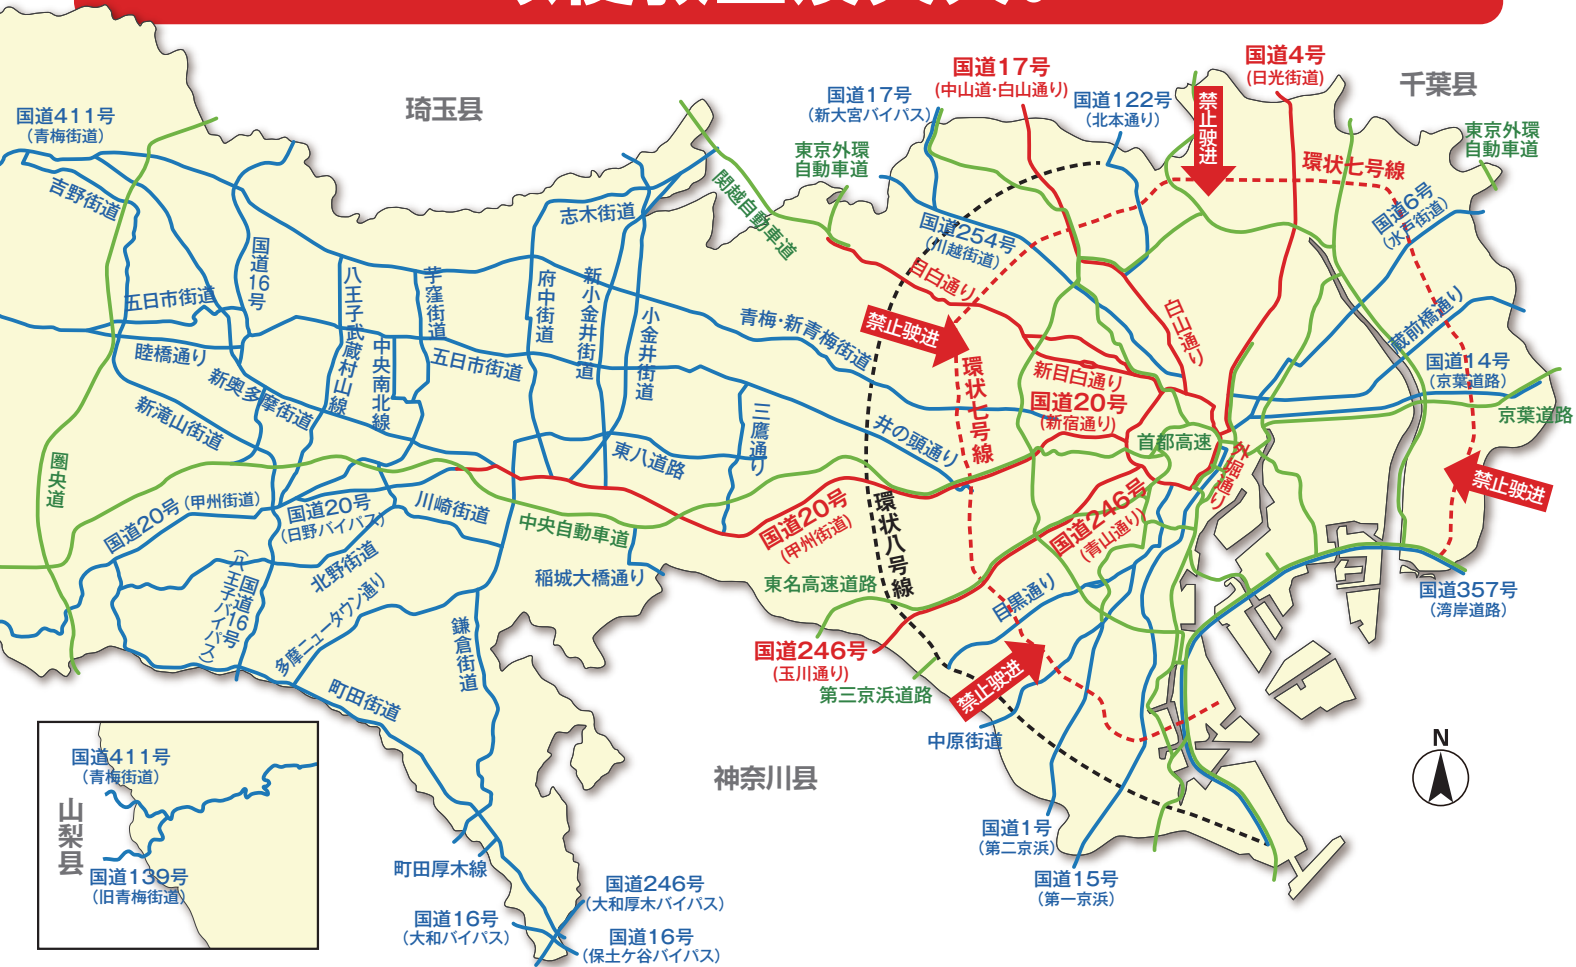 国道411号
（青梅街道）
琦玉县
国道17号
（新大宮バイパス）
国道17号
（中山道・白山通り）
国道122号
（北本通り）
禁止驶进
国道4号
（日光街道）
千葉县
東京外環
自動車道
東京外環
自動車道
環状七号線
吉野街道
志木街道
関越自動車道
国道6号
（水戸街道）
国道254号
（川越街道）
目白通り
国道16号
五日市街道
八王子武蔵村山線
芋窪街道
府中街道
新小金井街道
小金井街道
青梅・新青梅街道
禁止驶进
白山通り
蔵前橋通り
睦橋通り
中央南北線
五日市街道
環状七号線
新目白通り
国道14号
（京葉道路）
新奥多摩街道
新滝山街道
三鷹通り
井の頭通り
国道20号
（新宿通り）
首都高速
外堀通り
京葉道路
圏央道
東八道路
禁止驶进
国道20号（甲州街道）
国道20号
（日野バイパス）
川崎街道
中央自動車道
国道20号
（甲州街道）
環状八号線
国道246号
（青山通り）
国道16号
（八王子バイパス）
北野街道
多摩ニュータウン通り
稲城大橋通り
東名高速道路
目黒通り
国道357号
（湾岸道路）
鎌倉街道
国道246号
（玉川通り）
第三京浜道路
禁止驶进
町田街道
中原街道
神奈川县
N
国道411号
（青梅街道）
山梨县
国道139号
（旧青梅街道）
国道1号
（第二京浜）
国道15号
（第一京浜）
町田厚木線
国道246号
（大和厚木バイパス）
国道16号
（大和バイパス）
国道16号
（保土ケ谷バイパス）